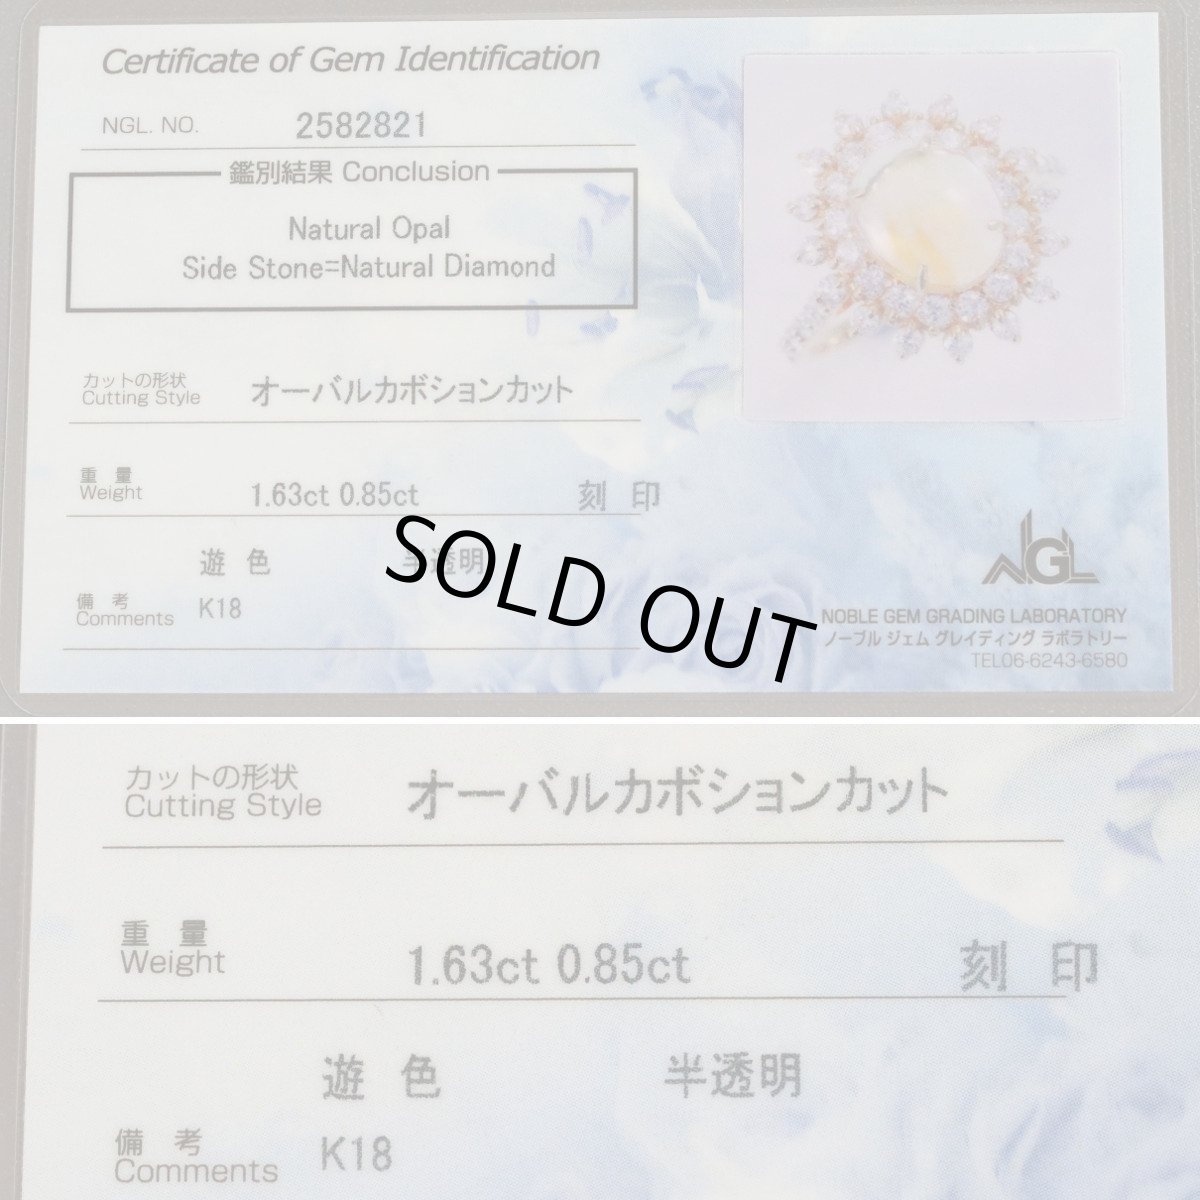 Certificate of Gem Identification
NGL. NO. 2582821
鑑別結果 Conclusion
Natural Opal
Side Stone=Natural Diamond
カットの形状
Cutting Style オーバルカボションカット
重量
Weight 1.63ct 0.85ct 刻印
遊色 半透明
備考
Comments K18
SOLD OUT
NGL
NOBLE GEM GRADING LABORATORY
ノーブル ジェム グレイディング ラボラトリー
TEL06-6243-6580
カットの形状
Cutting Style オーバルカボションカット
重量
Weight 1.63ct 0.85ct 刻印
遊色 半透明
備考
Comments K18